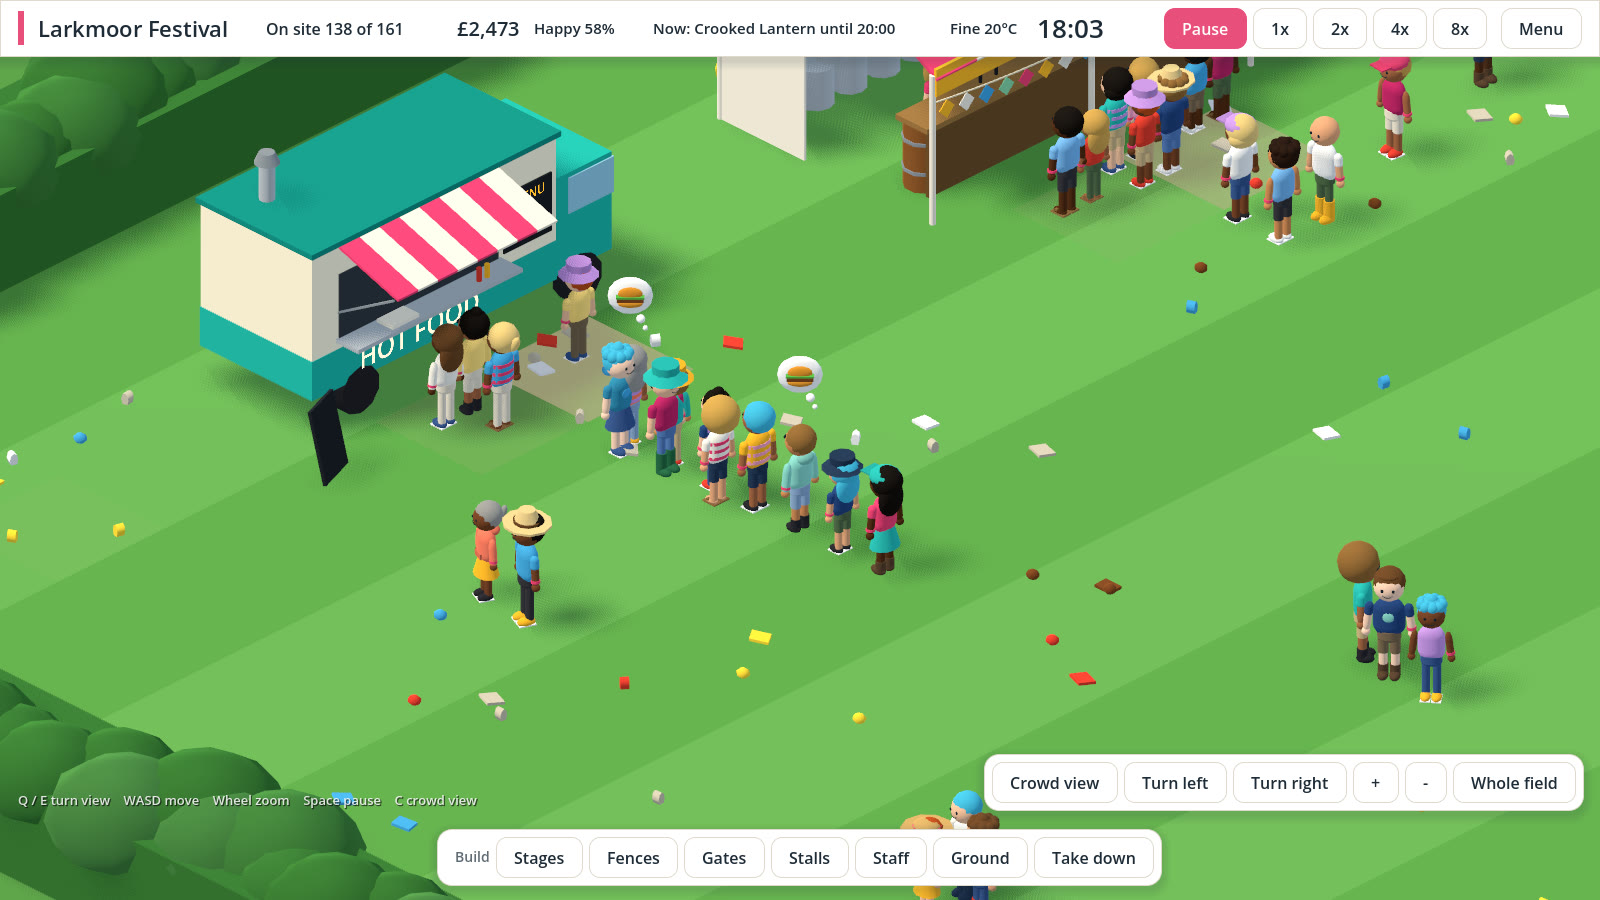 Larkmoor Festival
On site 138 of 161
£2,473
Happy 58%
Now: Crooked Lantern until 20:00
Fine 20°C
18:03
Pause
1x
2x
4x
8x
Menu
NU
HOT FOOD
Crowd view
Turn left
Turn right
+
-
Whole field
Q / E turn view
WASD move
Wheel zoom
Space pause
C crowd view
Build
Stages
Fences
Gates
Stalls
Staff
Ground
Take down